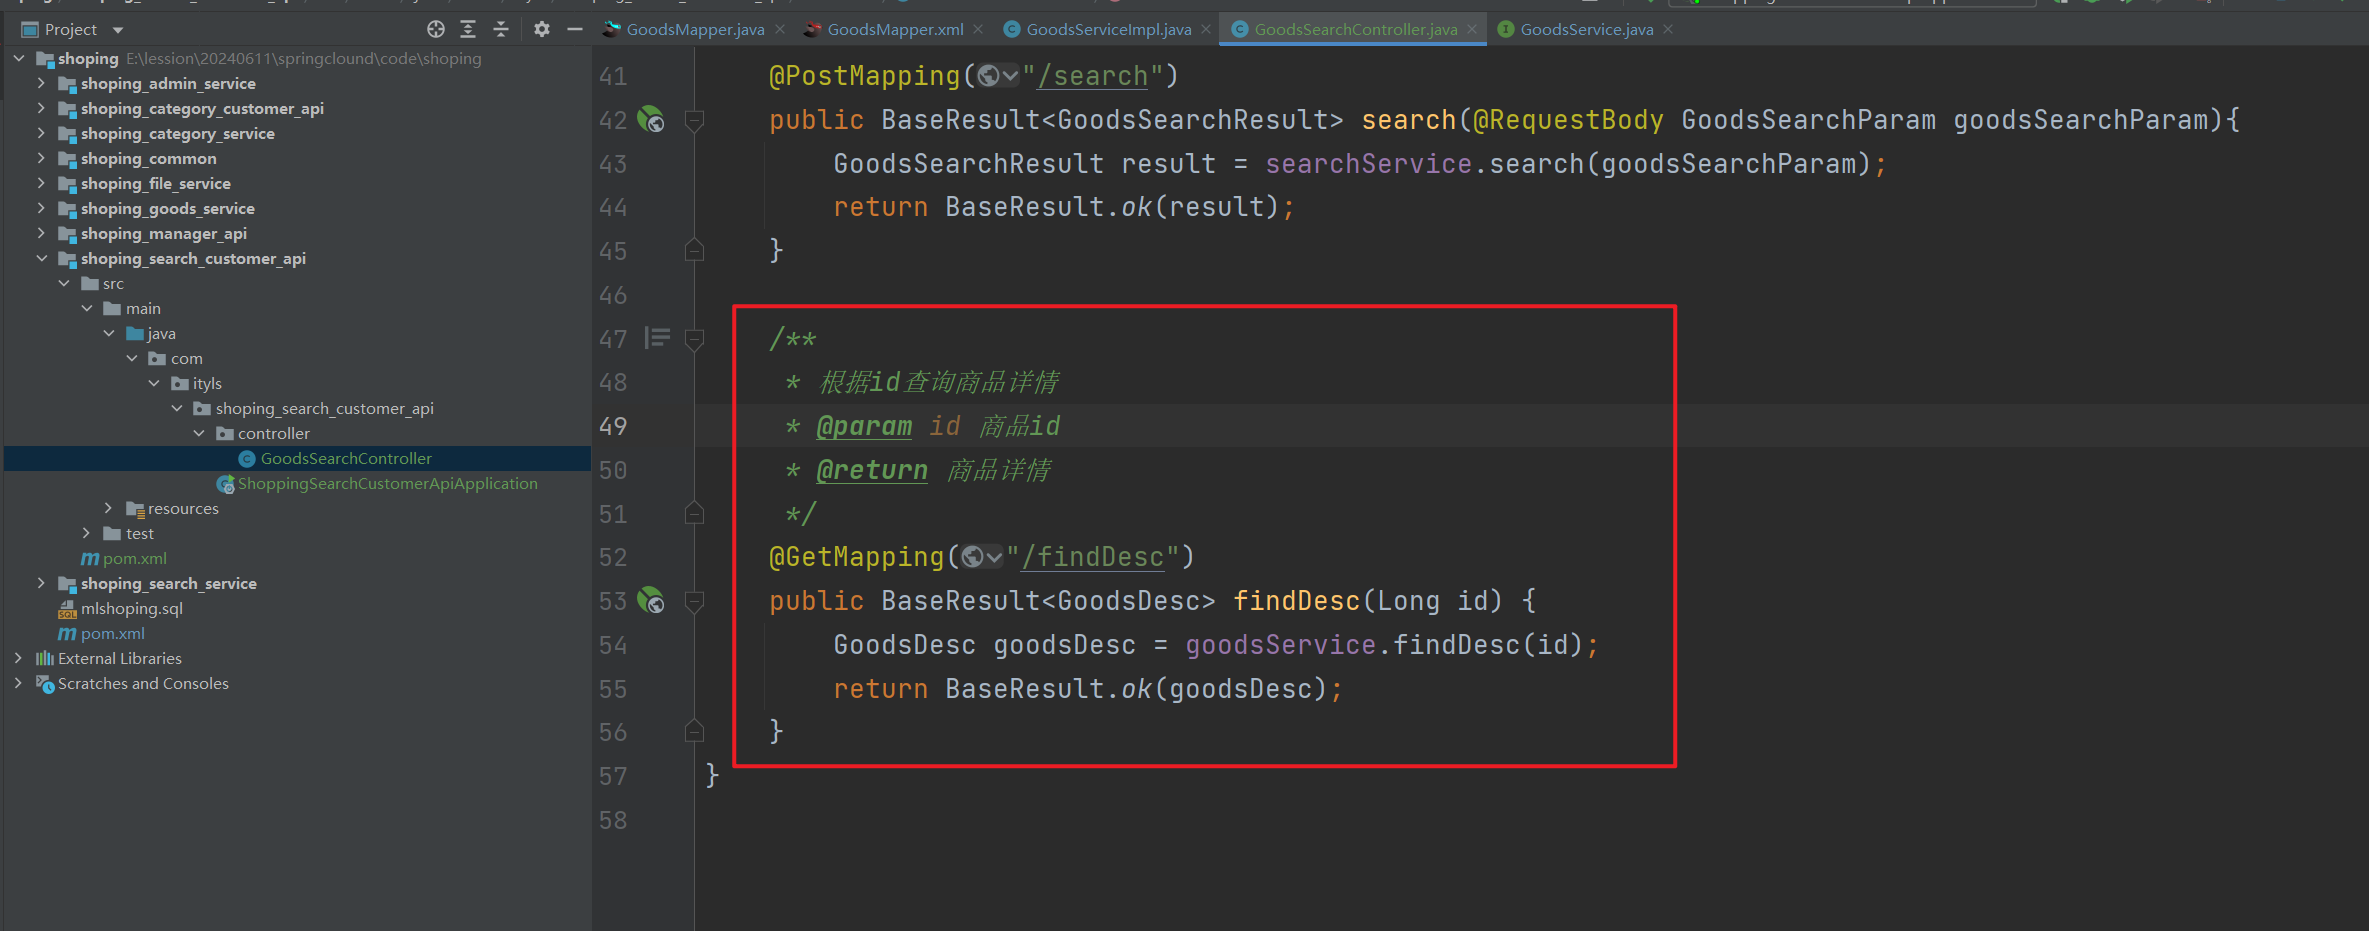 Project
GoodsMapper.java
GoodsMapper.xml
GoodsServiceImpl.java
GoodsSearchController.java
GoodsService.java
shoping E:\lession\20240611\springclound\code\shoping
shoping_admin_service
shoping_category_customer_api
shoping_category_service
shoping_common
shoping_file_service
shoping_goods_service
shoping_manager_api
shoping_search_customer_api
src
main
java
com
ityls
shoping_search_customer_api
controller
GoodsSearchController
ShoppingSearchCustomerApiApplication
resources
test
pom.xml
shoping_search_service
mlshoping.sql
pom.xml
External Libraries
Scratches and Consoles
41 @PostMapping("/search")
42 public BaseResult<GoodsSearchResult> search(@RequestBody GoodsSearchParam goodsSearchParam){
43 GoodsSearchResult result = searchService.search(goodsSearchParam);
44 return BaseResult.ok(result);
45 }
46
47 /**
48 * 根据id查询商品详情
49 * @param id 商品id
50 * @return 商品详情
51 */
52 @GetMapping("/findDesc")
53 public BaseResult<GoodsDesc> findDesc(Long id) {
54 GoodsDesc goodsDesc = goodsService.findDesc(id);
55 return BaseResult.ok(goodsDesc);
56 }
57 }
58